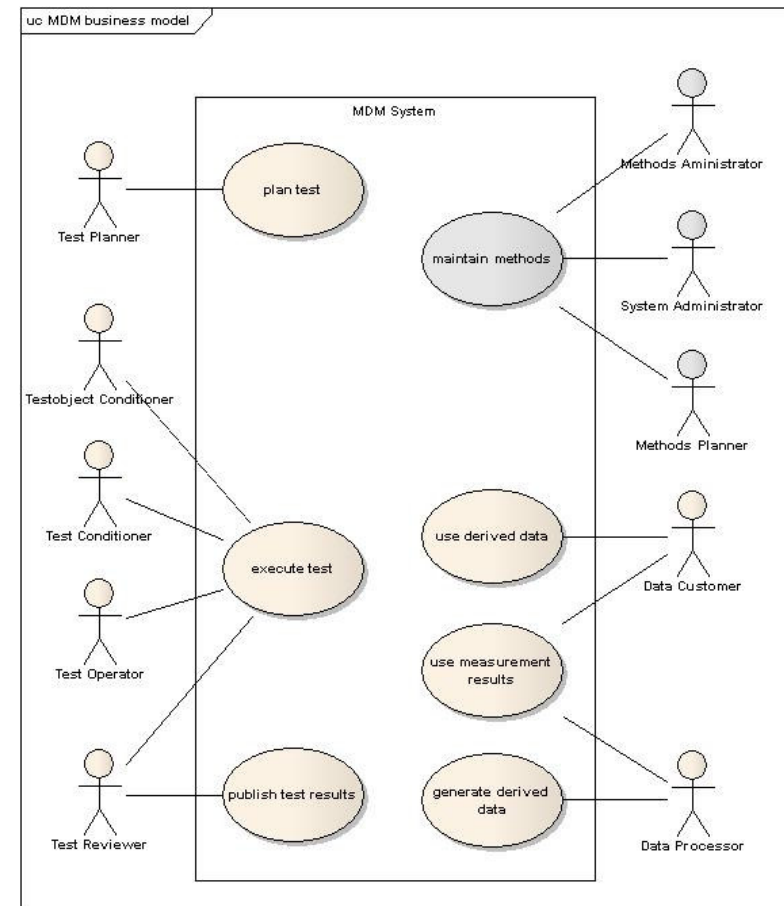 uc MDM business model
MDM System
Test Planner
plan test
Methods Aministrator
maintain methods
System Administrator
Testobject Conditioner
Methods Planner
Test Conditioner
use derived data
execute test
Data Customer
Test Operator
use measurement
results
publish test results
generate derived
data
Test Reviewer
Data Processor